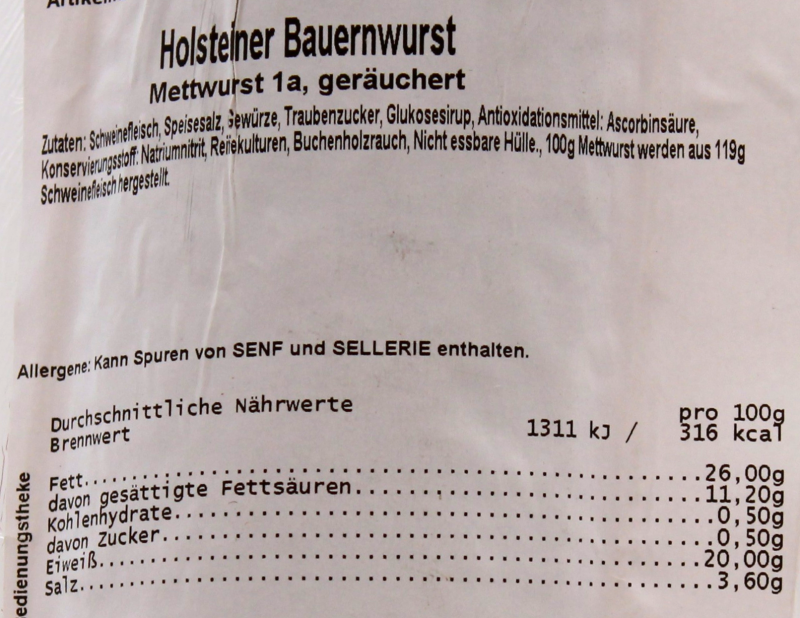 Holsteiner Bauernwurst
Mettwurst 1a, geräuchert
Zutaten: Schweinefleisch, Speisesalz, Gewürze, Traubenzucker, Glukosesirup, Antioxidationsmittel: Ascorbinsäure,
Konservierungsstoff: Natriumnitrit, Reifekulturen, Buchenholzrauch, Nicht essbare Hülle., 100g Mettwurst werden aus 119g
Schweinefleisch hergestellt.
Allergene: Kann Spuren von SENF und SELLERIE enthalten.
Durchschnittliche Nährwerte pro 100g
Brennwert 1311 kJ / 316 kcal
Fett..........26,00g
davon gesättigte Fettsäuren..........11,20g
Kohlenhydrate..........0,50g
davon Zucker..........0,50g
Eiweiß..........20,00g
Salz..........3,60g
edienungstheke